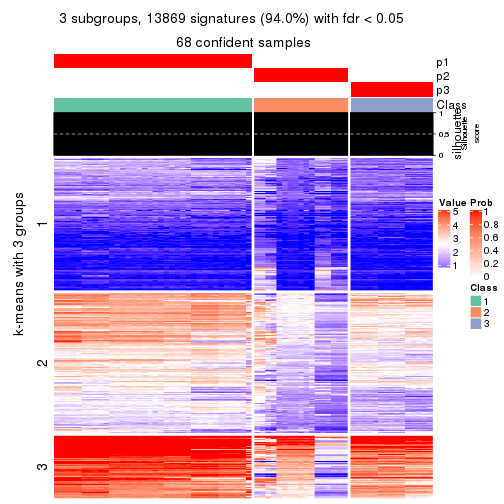 3 subgroups, 13869 signatures (94.0%) with fdr < 0.05
68 confident samples
p1
p2
p3
Class
1
0.5
0
silhouette
Silhouette
score
k-means with 3 groups
1
2
3
Value
5
4
3
2
1
Prob
1
0.8
0.6
0.4
0.2
0
Class
1
2
3